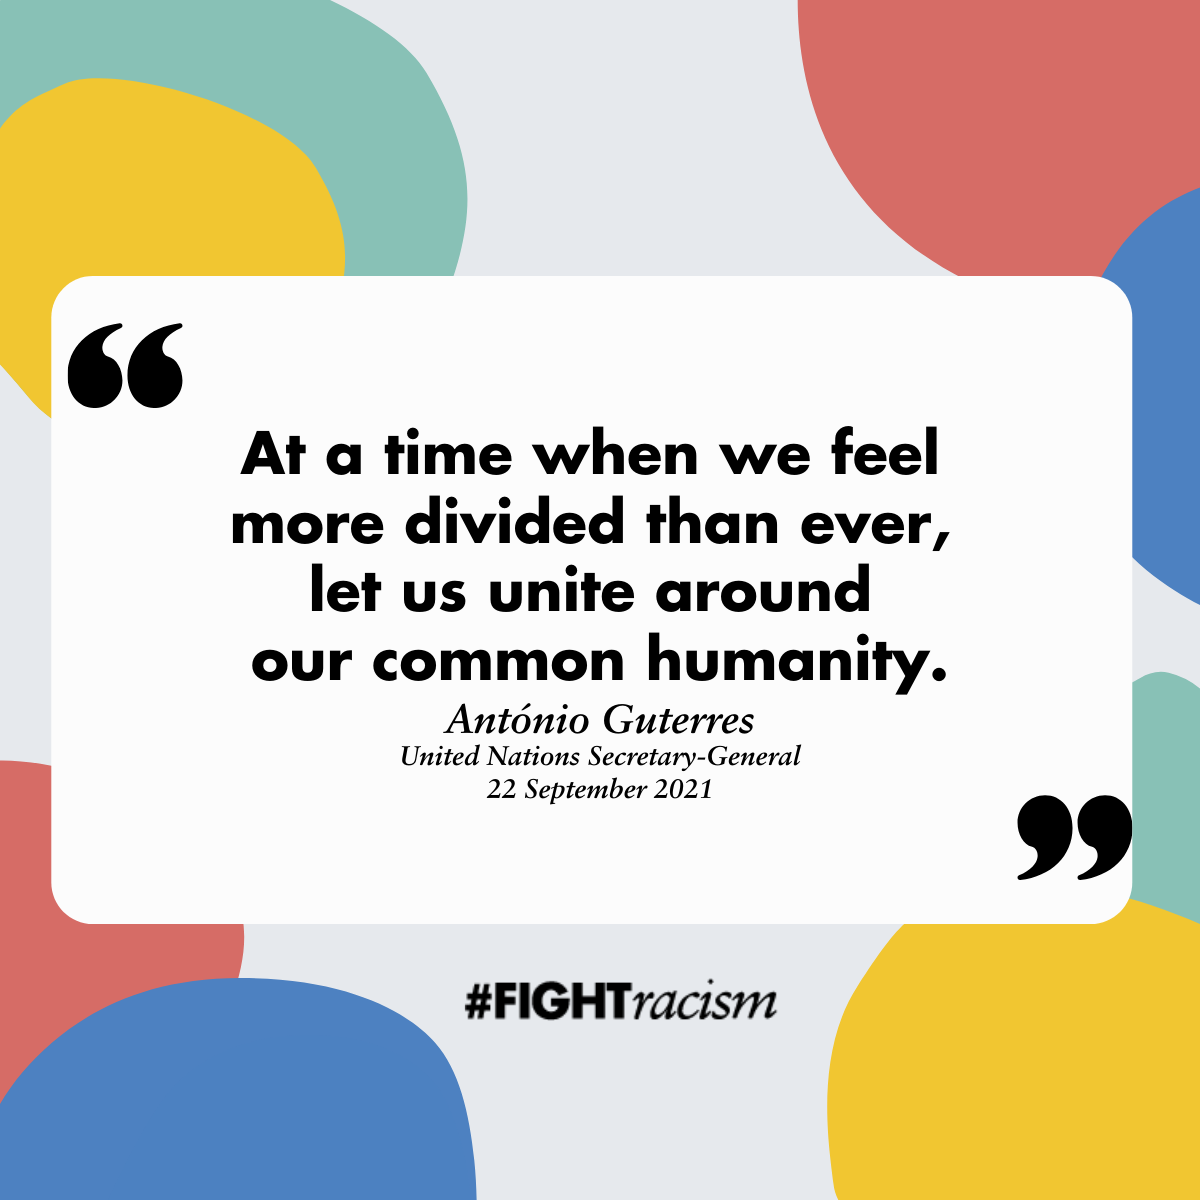 “
At a time when we feel
more divided than ever,
let us unite around
our common humanity.
António Guterres
United Nations Secretary-General
22 September 2021
”
#FIGHTracism